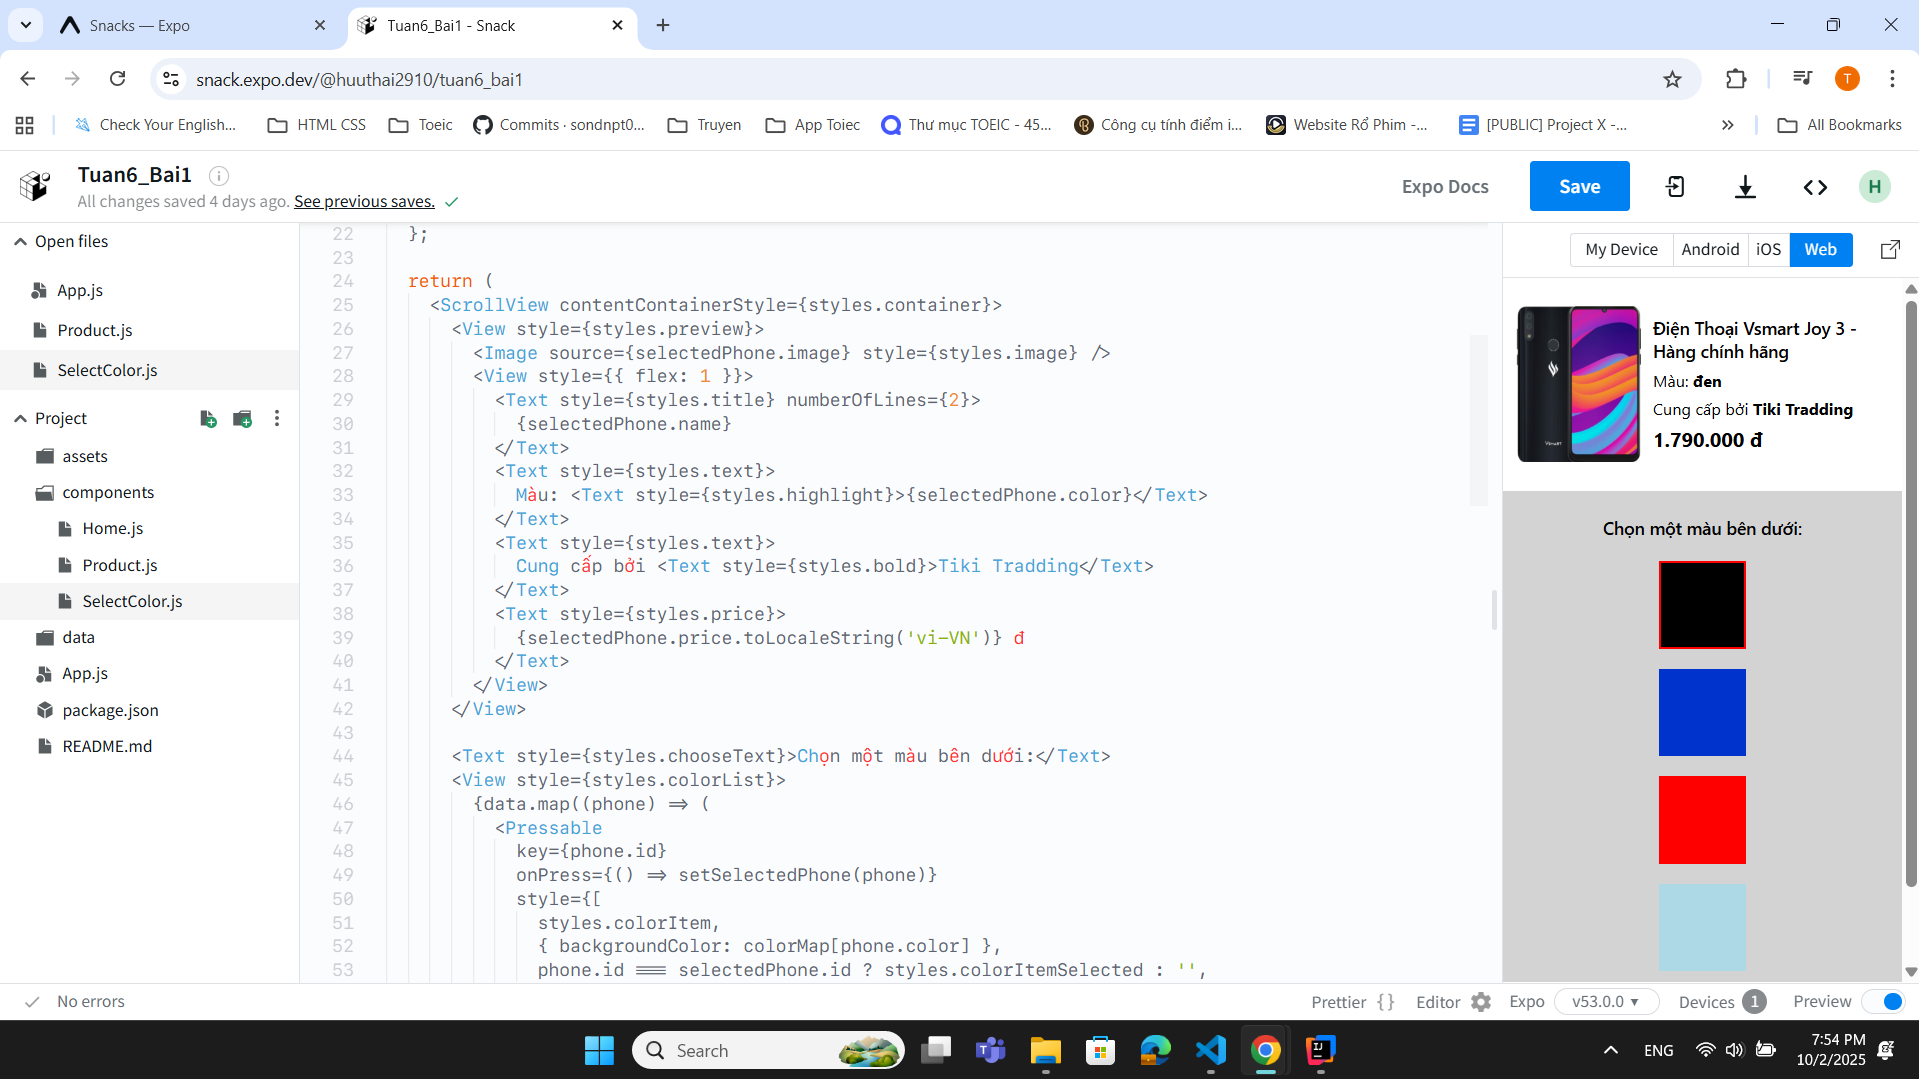 Snacks — Expo
Tuan6_Bai1 - Snack
snack.expo.dev/@huuthai2910/tuan6_bai1
T
Check Your English...
HTML CSS
Toeic
Commits · sondnpt0...
Truyen
App Toiec
Thư mục TOEIC - 45...
Công cụ tính điểm i...
Website Rổ Phim -...
[PUBLIC] Project X -...
All Bookmarks
Tuan6_Bai1
All changes saved 4 days ago. See previous saves.
Expo Docs
Save
H
Open files
App.js
Product.js
SelectColor.js
Project
assets
components
Home.js
Product.js
SelectColor.js
data
App.js
package.json
README.md
22 };
23
24 return (
25 <ScrollView contentContainerStyle={styles.container}>
26 <View style={styles.preview}>
27 <Image source={selectedPhone.image} style={styles.image} />
28 <View style={{ flex: 1 }}>
29 <Text style={styles.title} numberOfLines={2}>
30 {selectedPhone.name}
31 </Text>
32 <Text style={styles.text}>
33 Màu: <Text style={styles.highlight}>{selectedPhone.color}</Text>
34 </Text>
35 <Text style={styles.text}>
36 Cung cấp bởi <Text style={styles.bold}>Tiki Tradding</Text>
37 </Text>
38 <Text style={styles.price}>
39 {selectedPhone.price.toLocaleString('vi-VN')} đ
40 </Text>
41 </View>
42 </View>
43
44 <Text style={styles.chooseText}>Chọn một màu bên dưới:</Text>
45 <View style={styles.colorList}>
46 {data.map((phone) => (
47 <Pressable
48 key={phone.id}
49 onPress={() => setSelectedPhone(phone)}
50 style={[
51 styles.colorItem,
52 { backgroundColor: colorMap[phone.color] },
53 phone.id === selectedPhone.id ? styles.colorItemSelected : '',
My Device
Android
iOS
Web
Điện Thoại Vsmart Joy 3 -
Hàng chính hãng
Màu: đen
Cung cấp bởi Tiki Tradding
1.790.000 đ
Chọn một màu bên dưới:
No errors
Prettier { }
Editor
Expo
v53.0.0
Devices 1
Preview
Search
ENG
7:54 PM
10/2/2025